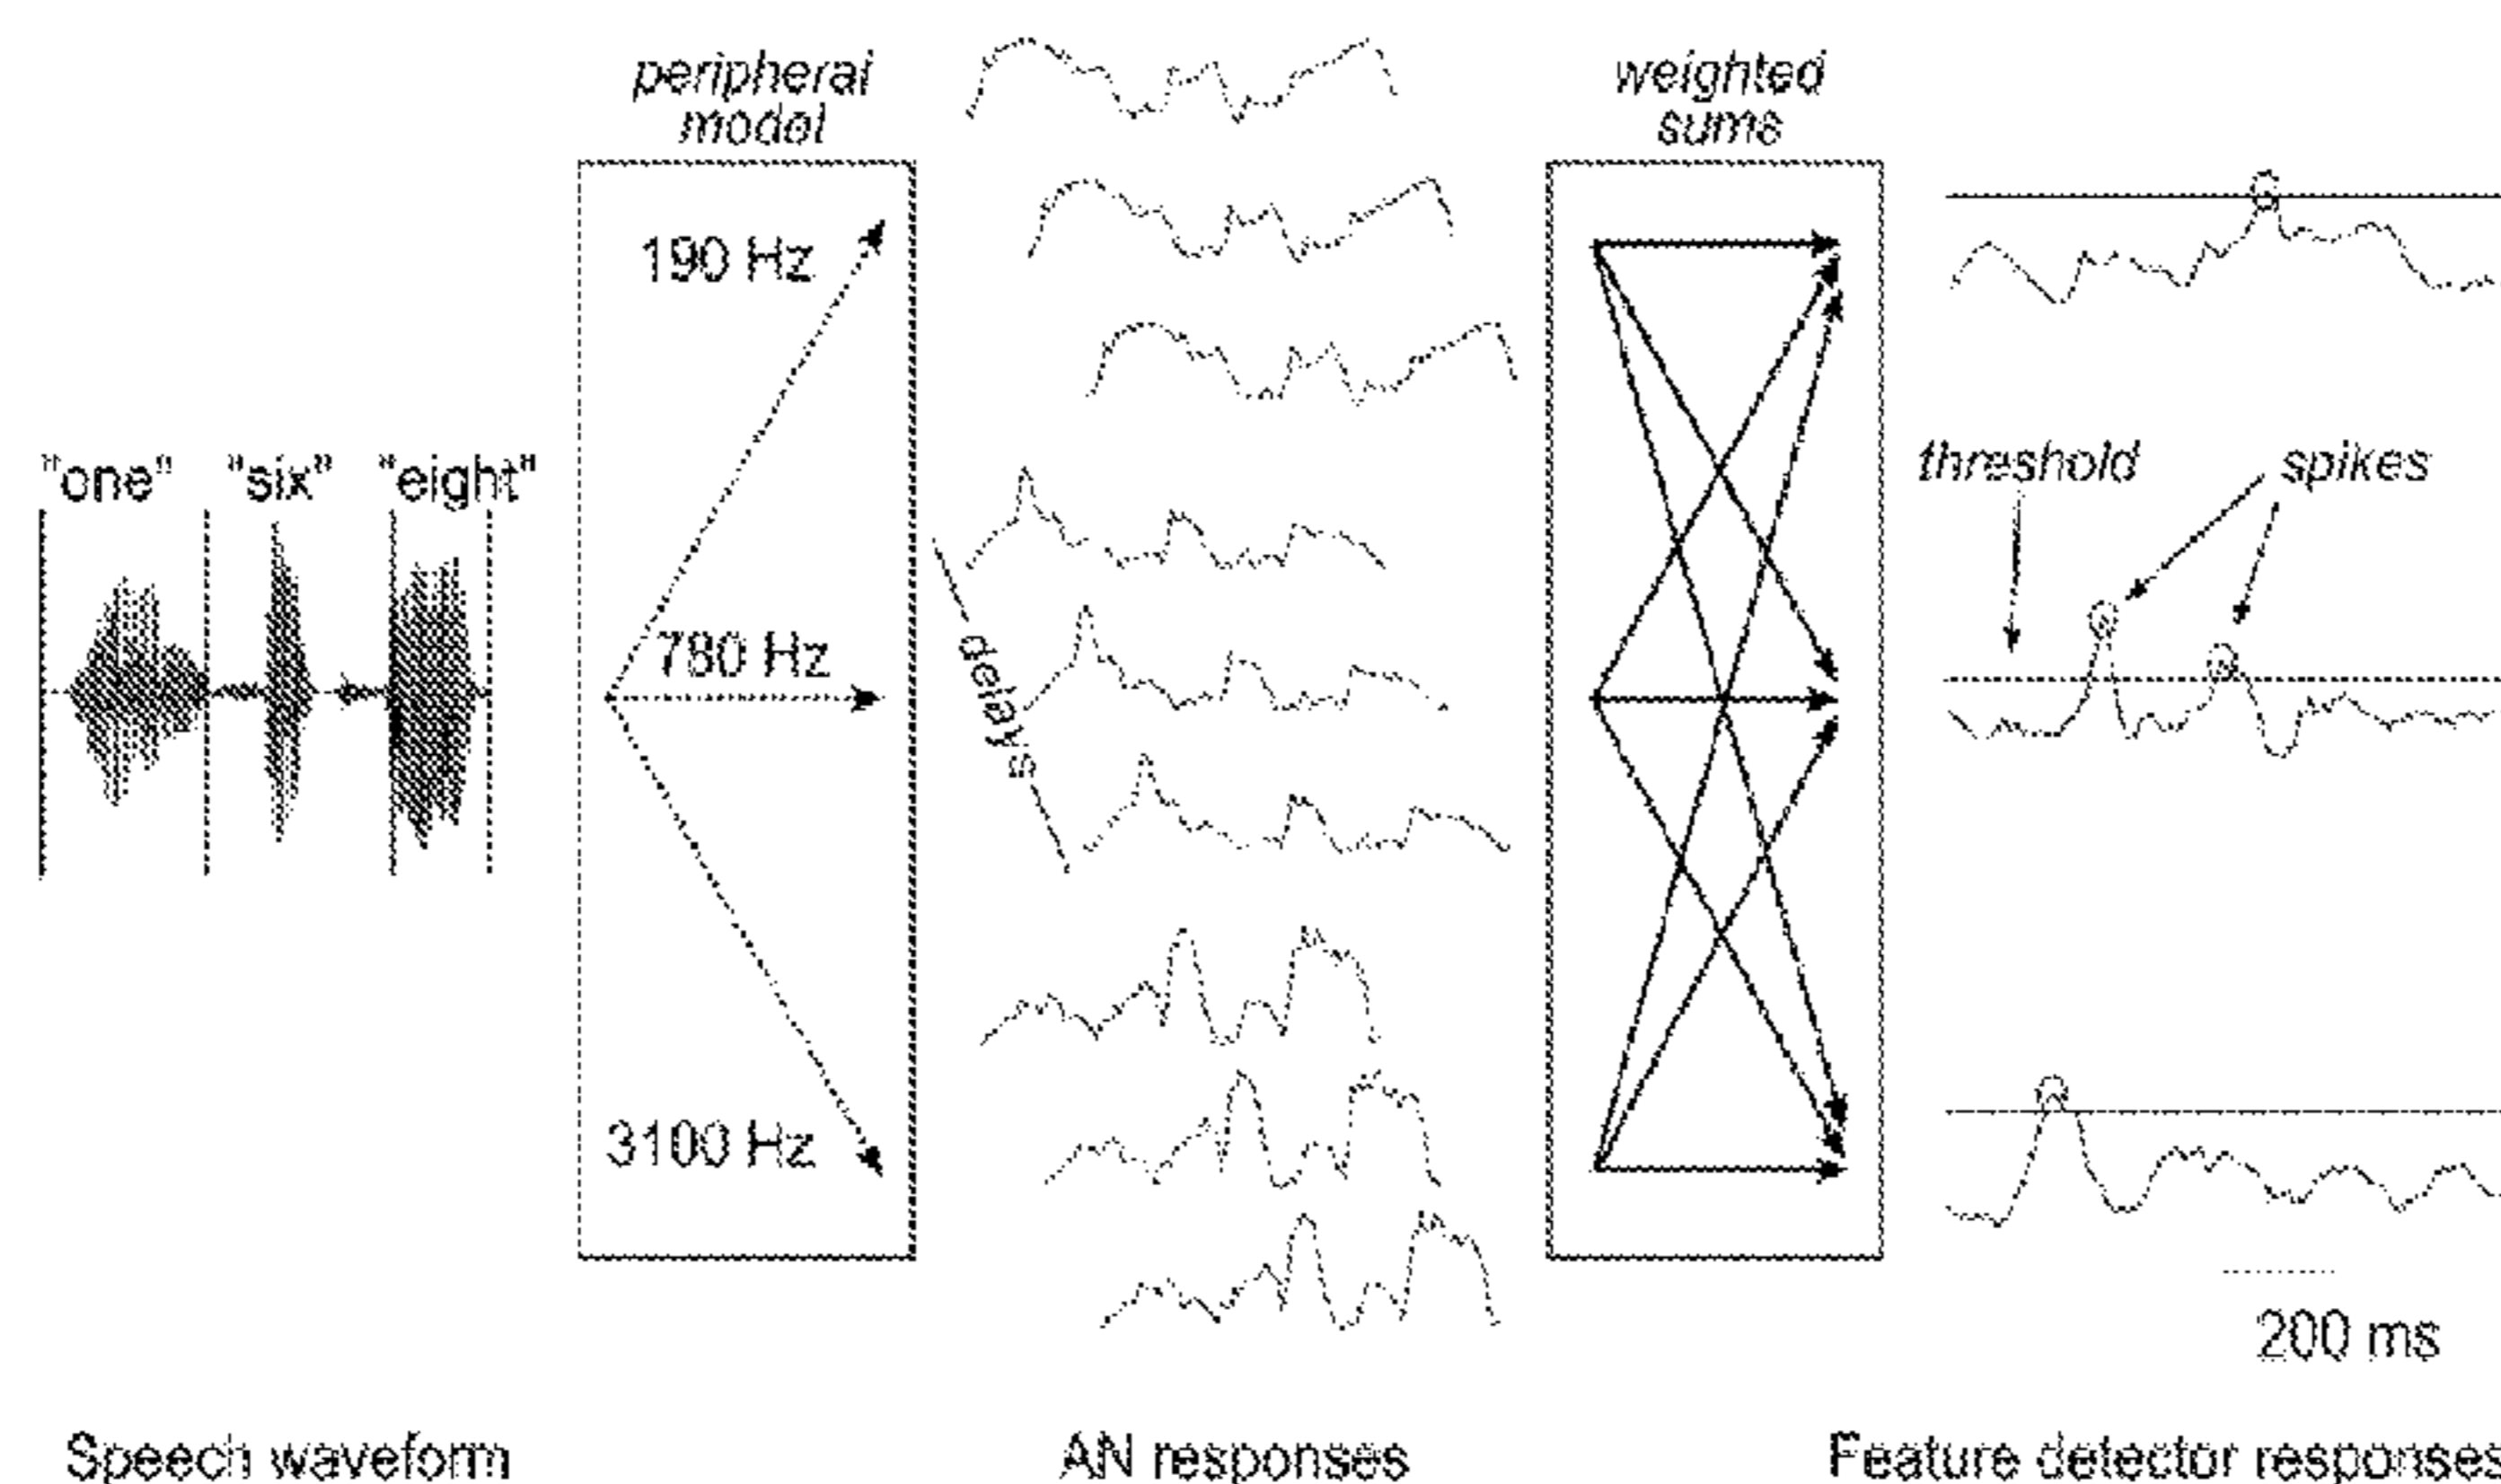 peripheral
model
weighted
sums
190 Hz
"one" "six" "eight"
threshold
spikes
780 Hz
delays
3100 Hz
200 ms
Speech waveform
AN responses
Feature detector responses